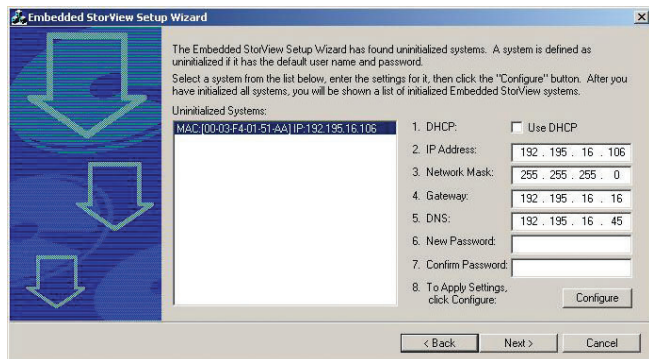 Embedded StorView Setup Wizard
The Embedded StorView Setup Wizard has found uninitialized systems. A system is defined as
uninitialized if it has the default user name and password.
Select a system from the list below, enter the settings for it, then click the "Configure" button. After you
have initialized all systems, you will be shown a list of initialized Embedded StorView systems.
Uninitialized Systems:
MAC:[00-03-F4-01-51-AA] IP:192.195.16.106
1. DHCP: Use DHCP
2. IP Address: 192 . 195 . 16 . 106
3. Network Mask: 255 . 255 . 255 . 0
4. Gateway: 192 . 195 . 16 . 16
5. DNS: 192 . 195 . 16 . 45
6. New Password:
7. Confirm Password:
8. To Apply Settings,
click Configure: Configure
< Back Next > Cancel